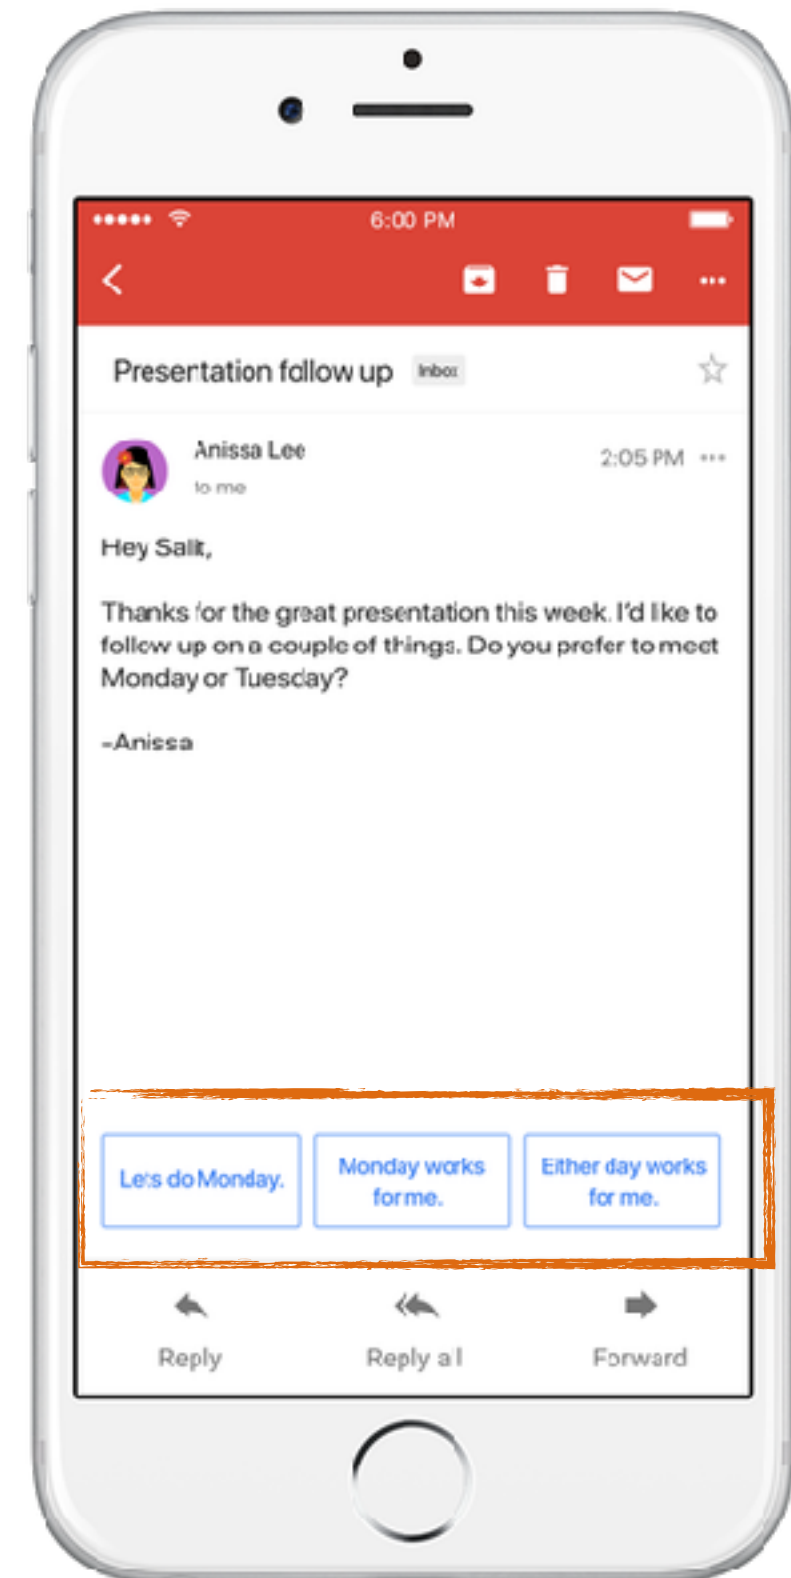 6:00 PM
Presentation follow up Inbox
Anissa Lee
2:05 PM
to me
Hey Salit,
Thanks for the great presentation this week. I'd like to
follow up on a couple of things. Do you prefer to meet
Monday or Tuesday?
-Anissa
Lets do Monday.
Monday works
for me.
Either day works
for me.
Reply
Reply all
Forward